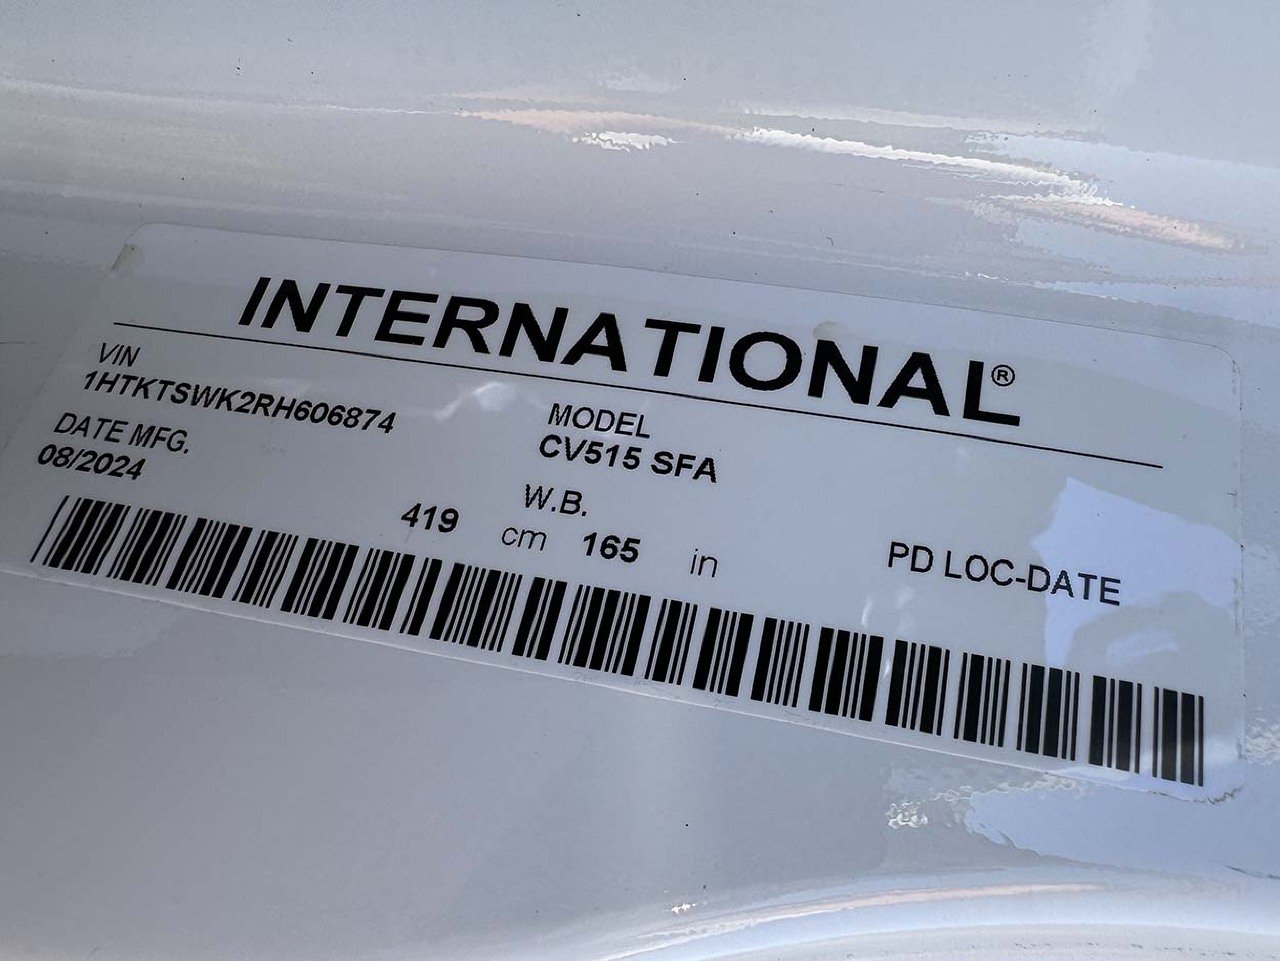 INTERNATIONAL®
VIN
1HTKTSWK2RH606874
MODEL
CV515 SFA
DATE MFG.
08/2024
W.B.
419 cm 165 in
PD LOC-DATE